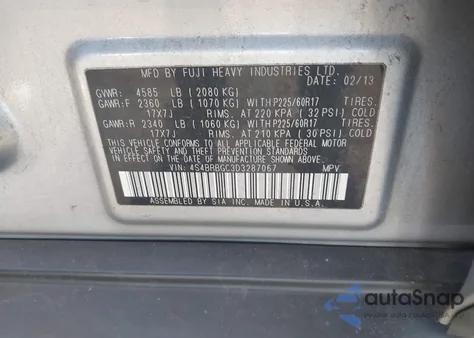 MFD BY FUJI HEAVY INDUSTRIES LTD.
DATE: 02/13
GVWR: 4585 LB ( 2080 KG)
GAWR:F 2360 LB ( 1070 KG) WITH P225/60R17
17X7J RIMS, AT 220 KPA ( 32 PSI) COLD
GAWR:R 2340 LB ( 1060 KG) WITH P225/60R17
17X7J RIMS, AT 210 KPA ( 30 PSI) COLD
THIS VEHICLE CONFORMS TO ALL APPLICABLE FEDERAL MOTOR
VEHICLE SAFETY AND THEFT PREVENTION STANDARDS IN
EFFECT ON THE DATE OF MANUFACTURE SHOWN ABOVE.
VIN: 4S4BRBGC3D3287067 MPV
ASSEMBLED BY SIA INC. IN U.S.A.
autoSnap